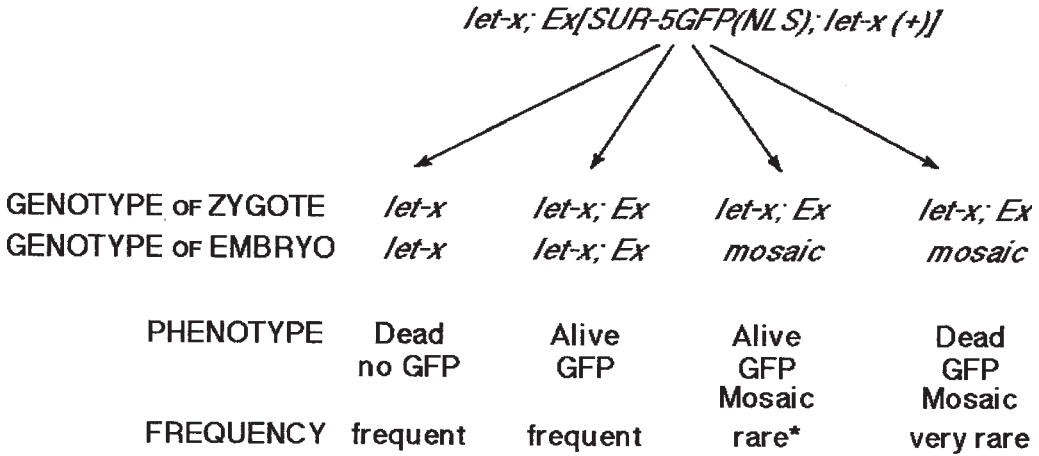 let-x; Ex[SUR-5GFP(NLS); let-x (+)]
GENOTYPE OF ZYGOTE let-x let-x; Ex let-x; Ex let-x; Ex
GENOTYPE OF EMBRYO let-x let-x; Ex mosaic mosaic
PHENOTYPE Dead Alive Alive Dead
no GFP GFP GFP GFP
Mosaic Mosaic
FREQUENCY frequent frequent rare* very rare